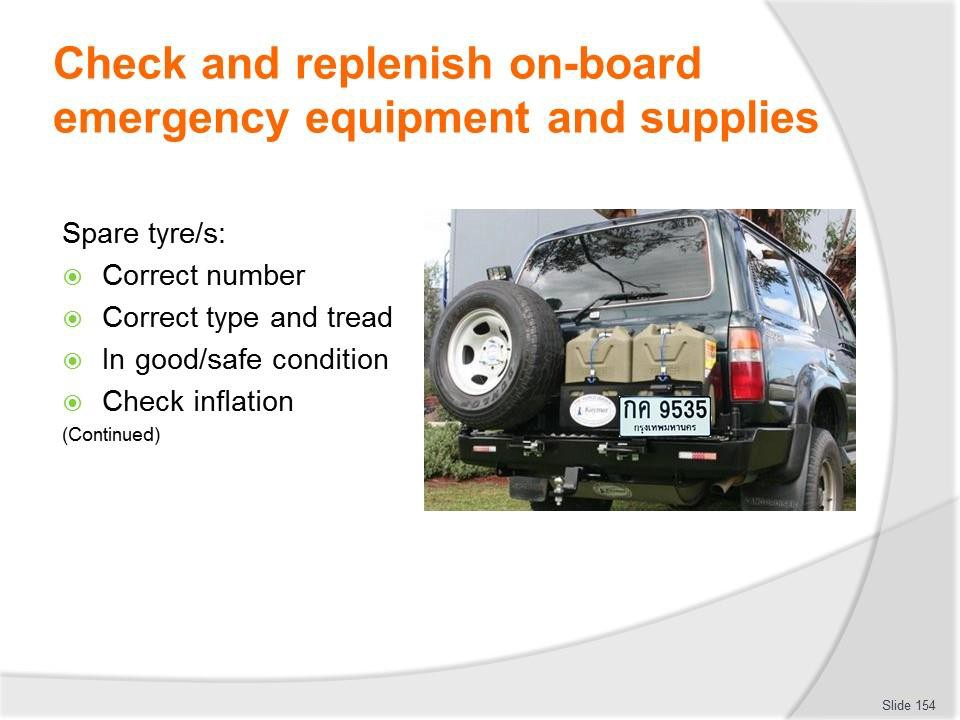 Check and replenish on-board
emergency equipment and supplies
Spare tyre/s:
Correct number
Correct type and tread
In good/safe condition
Check inflation
(Continued)
Kaymar
กค 9535
กรุงเทพมหานคร
LANDCRUISER
Slide 154